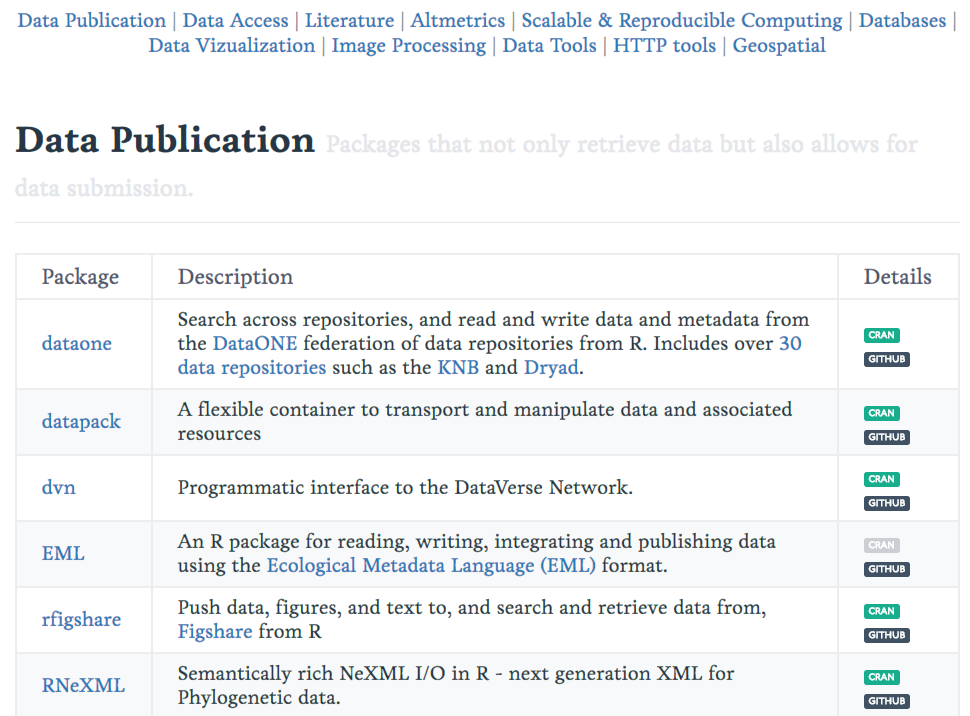 Data Publication | Data Access | Literature | Altmetrics | Scalable & Reproducible Computing | Databases |
Data Vizualization | Image Processing | Data Tools | HTTP tools | Geospatial
Data Publication Packages that not only retrieve data but also allows for
data submission.
Package Description Details
dataone
Search across repositories, and read and write data and metadata from
the DataONE federation of data repositories from R. Includes over 30
data repositories such as the KNB and Dryad.
CRAN
GITHUB
datapack
A flexible container to transport and manipulate data and associated
resources
CRAN
GITHUB
dvn
Programmatic interface to the DataVerse Network.
CRAN
GITHUB
EML
An R package for reading, writing, integrating and publishing data
using the Ecological Metadata Language (EML) format.
CRAN
GITHUB
rfigshare
Push data, figures, and text to, and search and retrieve data from,
Figshare from R
CRAN
GITHUB
RNeXML
Semantically rich NeXML I/O in R - next generation XML for
Phylogenetic data.
CRAN
GITHUB